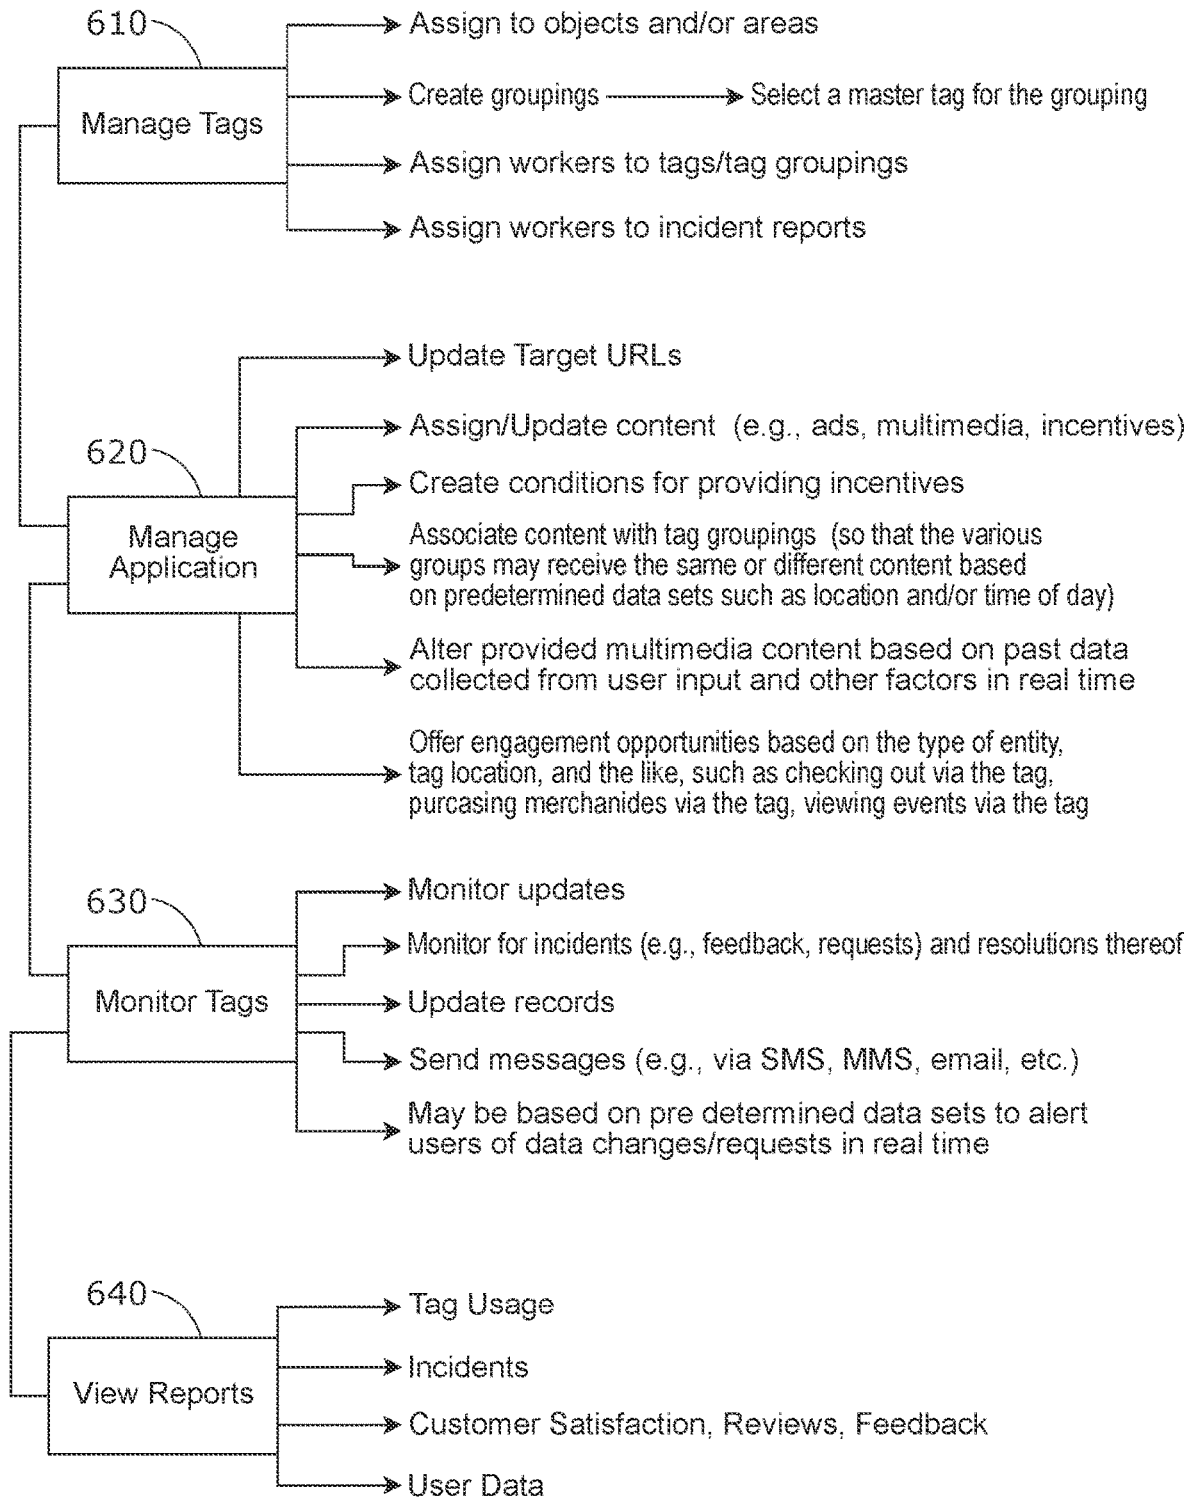 610
Manage Tags
Assign to objects and/or areas
Create groupings
Select a master tag for the grouping
Assign workers to tags/tag groupings
Assign workers to incident reports
620
Manage
Application
Update Target URLs
Assign/Update content (e.g., ads, multimedia, incentives)
Create conditions for providing incentives
Associate content with tag groupings (so that the various
groups may receive the same or different content based
on predetermined data sets such as location and/or time of day)
Alter provided multimedia content based on past data
collected from user input and other factors in real time
Offer engagement opportunities based on the type of entity,
tag location, and the like, such as checking out via the tag,
purcasing merchanides via the tag, viewing events via the tag
630
Monitor Tags
Monitor updates
Monitor for incidents (e.g., feedback, requests) and resolutions thereof
Update records
Send messages (e.g., via SMS, MMS, email, etc.)
May be based on pre determined data sets to alert
users of data changes/requests in real time
640
View Reports
Tag Usage
Incidents
Customer Satisfaction, Reviews, Feedback
User Data